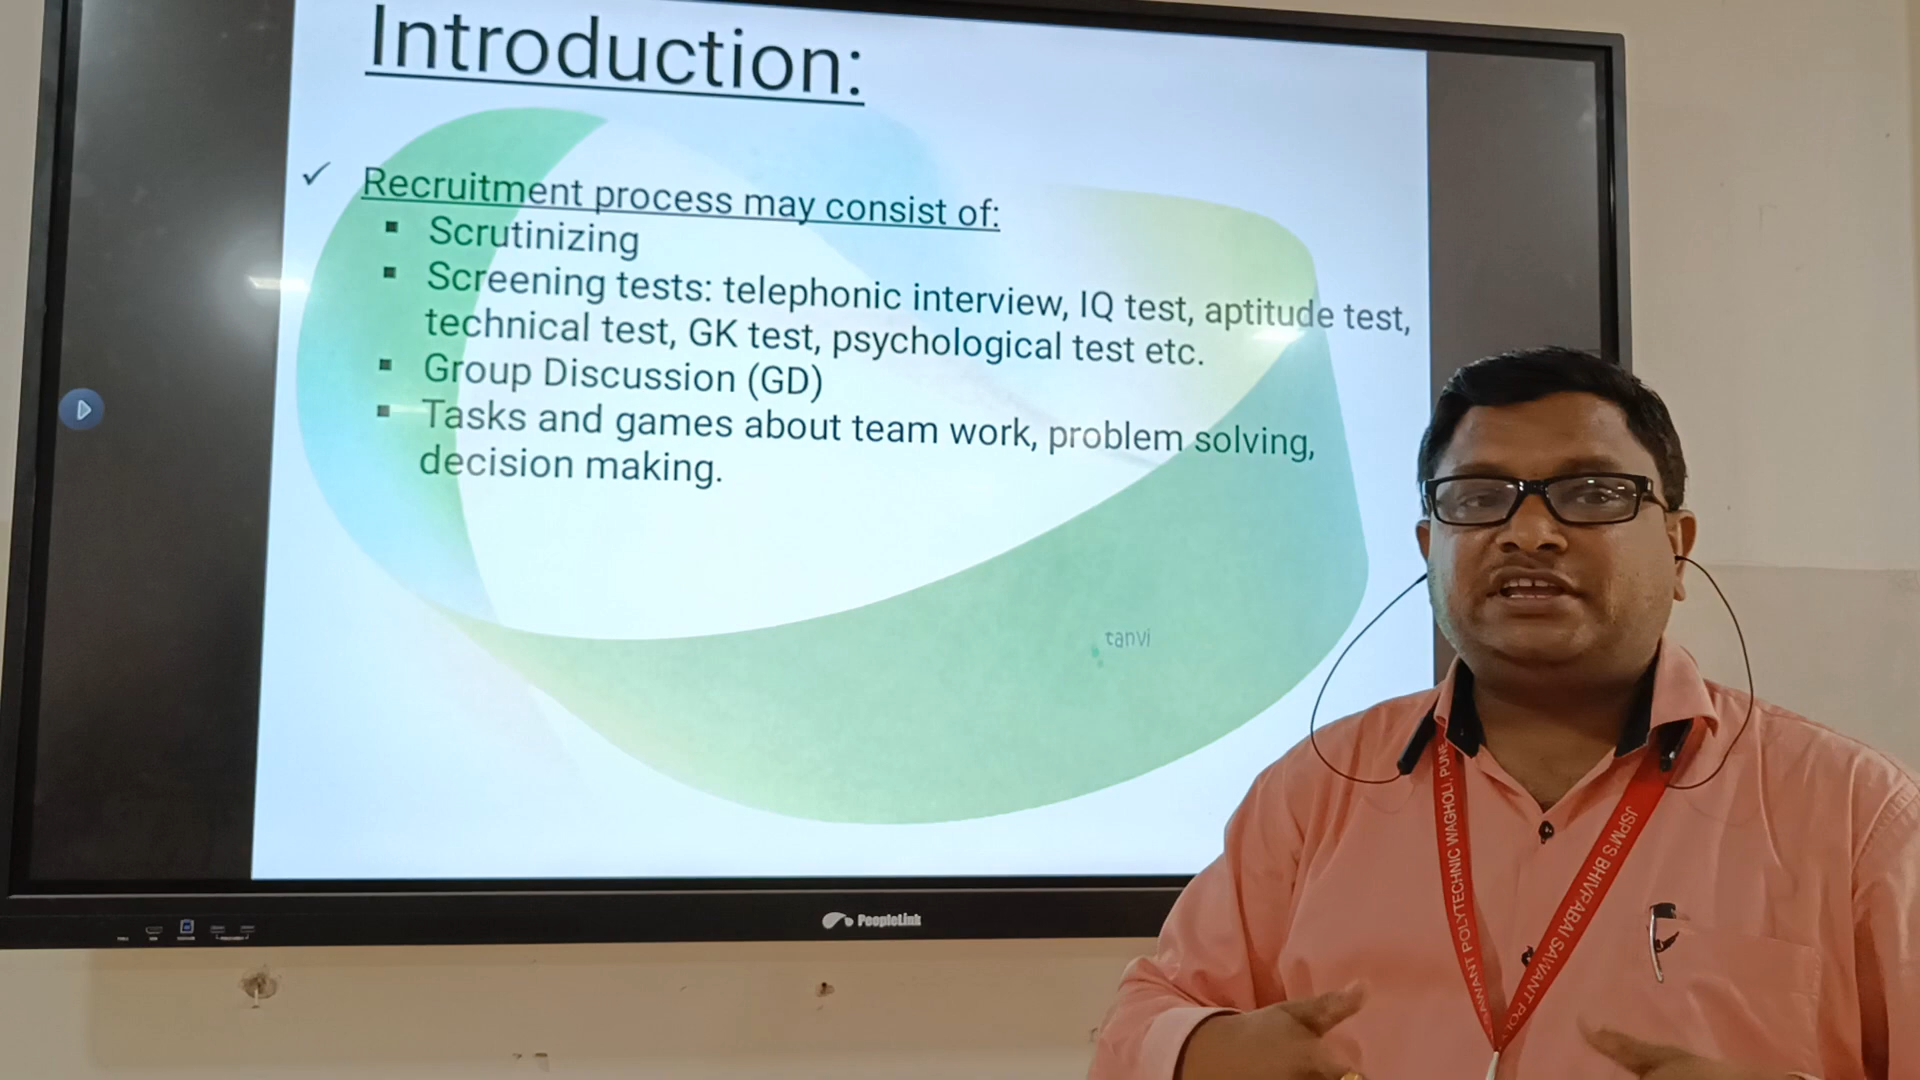 Introduction:
✓ Recruitment process may consist of:
▪ Scrutinizing
▪ Screening tests: telephonic interview, IQ test, aptitude test,
technical test, GK test, psychological test etc.
▪ Group Discussion (GD)
▪ Tasks and games about team work, problem solving,
decision making.
tanvi
PeopleLink
SAWANT POLYTECHNIC WAGHOLI, PUNE
JSPM'S BHIVRABAI SAWANT POLY